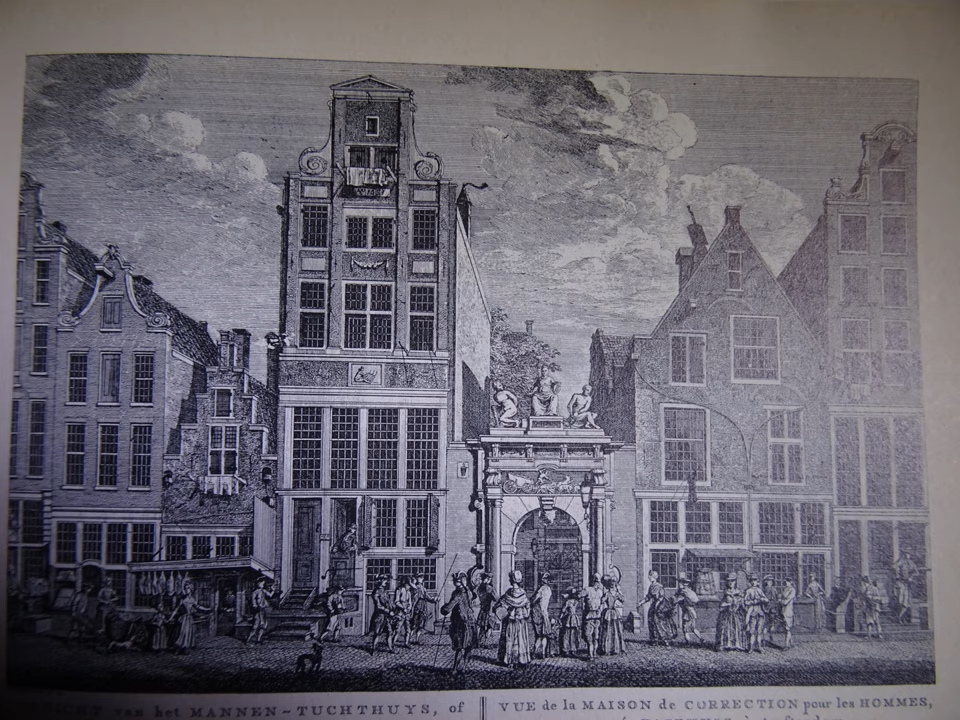 van het MANNEN-TUCHTHUYS, of
VUE de la MAISON de CORRECTION pour les HOMMES,